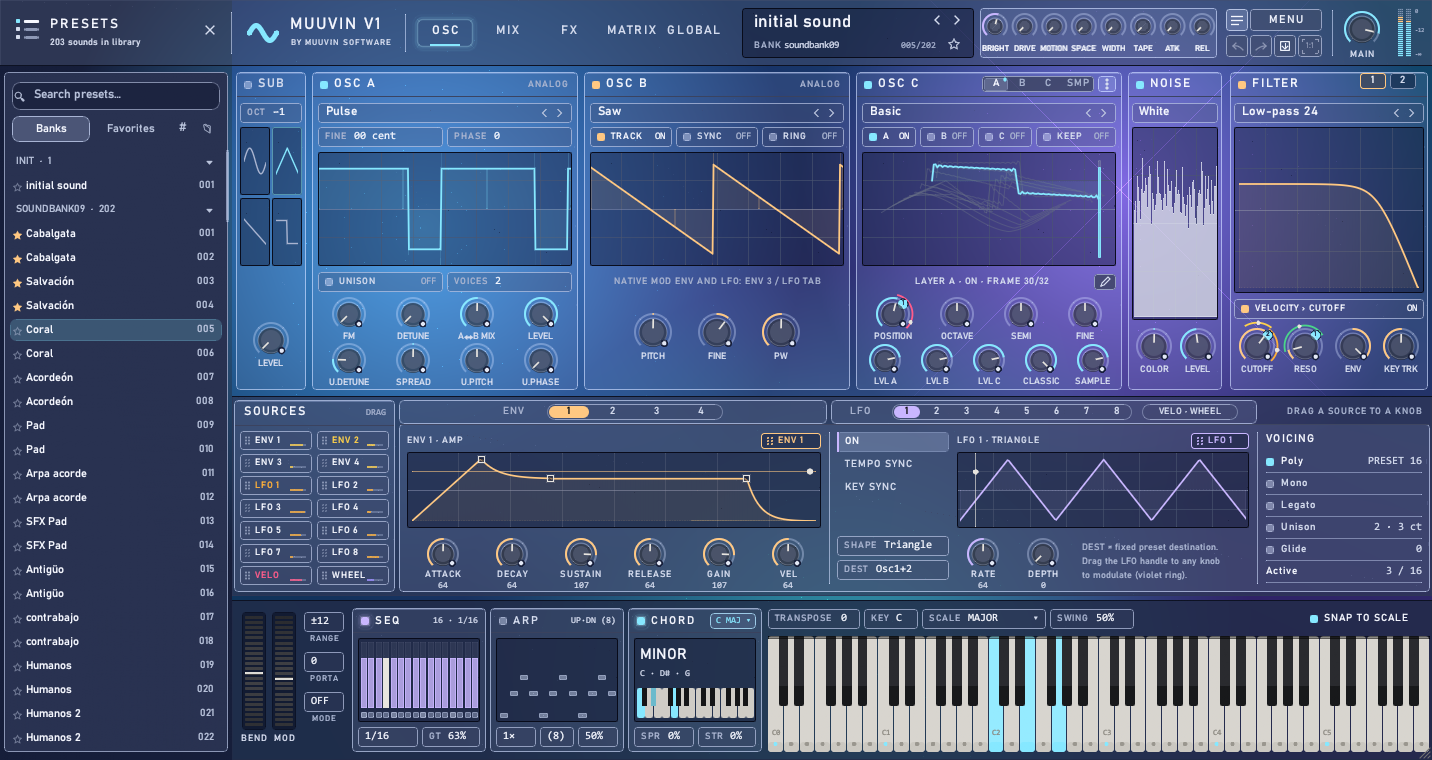 PRESETS
203 sounds in library
MUUVIN V1
BY MUUVIN SOFTWARE
OSC
MIX
FX
MATRIX
GLOBAL
initial sound
BANK soundbank09
005/202
BRIGHT
DRIVE
MOTION
SPACE
WIDTH
TAPE
ATK
REL
MENU
1:1
MAIN
0
-12
-∞
Search presets…
Banks
Favorites
#
INIT · 1
initial sound 001
SOUNDBANK09 · 202
Cabalgata 001
Cabalgata 002
Salvación 003
Salvación 004
Coral 005
Coral 006
Acordeón 007
Acordeón 008
Pad 009
Pad 010
Arpa acorde 011
Arpa acorde 012
SFX Pad 013
SFX Pad 014
Antigüo 015
Antigüo 016
contrabajo 017
contrabajo 018
Humanos 019
Humanos 020
Humanos 2 021
Humanos 2 022
SUB
OCT -1
LEVEL
OSC A
ANALOG
Pulse
FINE 00 cent
PHASE 0
UNISON OFF
VOICES 2
FM
DETUNE
A↔B MIX
LEVEL
U.DETUNE
SPREAD
U.PITCH
U.PHASE
OSC B
ANALOG
Saw
TRACK ON
SYNC OFF
RING OFF
NATIVE MOD ENV AND LFO: ENV 3 / LFO TAB
PITCH
FINE
PW
OSC C
A
B
C
SMP
Basic
A ON
B OFF
C OFF
KEEP OFF
LAYER A · ON · FRAME 30/32
POSITION
OCTAVE
SEMI
FINE
LVL A
LVL B
LVL C
CLASSIC
SAMPLE
NOISE
White
COLOR
LEVEL
FILTER
1
2
Low-pass 24
VELOCITY › CUTOFF ON
CUTOFF
RESO
ENV
KEY TRK
SOURCES
DRAG
ENV 1
ENV 2
ENV 3
ENV 4
LFO 1
LFO 2
LFO 3
LFO 4
LFO 5
LFO 6
LFO 7
LFO 8
VELO
WHEEL
ENV
1
2
3
4
ENV 1 · AMP
ENV 1
ATTACK
64
DECAY
64
SUSTAIN
107
RELEASE
64
GAIN
107
VEL
64
LFO
1
2
3
4
5
6
7
8
VELO · WHEEL
DRAG A SOURCE TO A KNOB
ON
TEMPO SYNC
KEY SYNC
SHAPE Triangle
DEST Osc1+2
LFO 1 · TRIANGLE
LFO 1
RATE
64
DEPTH
0
DEST = fixed preset destination.
Drag the LFO handle to any knob
to modulate (violet ring).
VOICING
Poly PRESET 16
Mono
Legato
Unison 2 · 3 ct
Glide 0
Active 3 / 16
BEND
MOD
±12
RANGE
0
PORTA
OFF
MODE
SEQ
16 · 1/16
1/16
GT 63%
ARP
UP·DN (8)
1×
(8)
50%
CHORD
C MAJ
MINOR
C · D# · G
SPR 0%
STR 0%
TRANSPOSE 0
KEY C
SCALE MAJOR
SWING 50%
SNAP TO SCALE
C0
C1
C2
C3
C4
C5